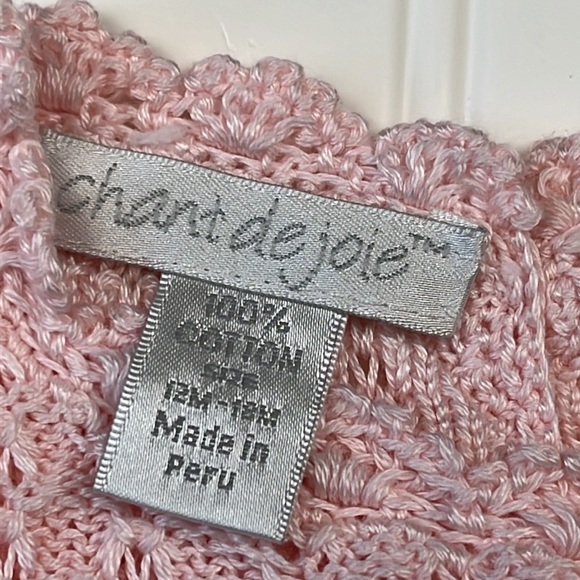 chant de joie™
100%
COTTON
SIZE
12M-18M
Made in
Peru